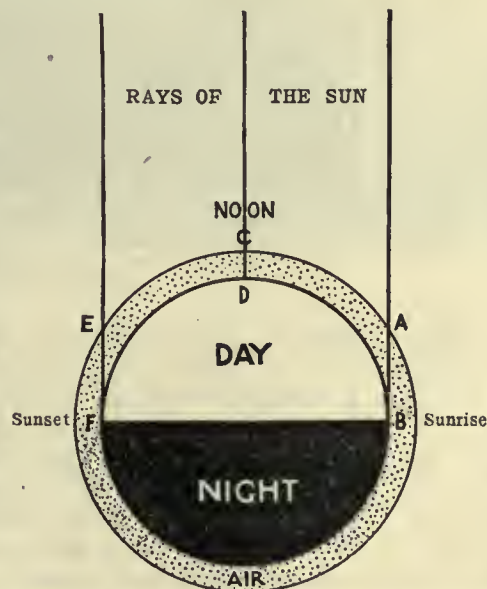 RAYS OF THE SUN
NOON
C
D
E A
DAY
Sunset F B Sunrise
NIGHT
AIR